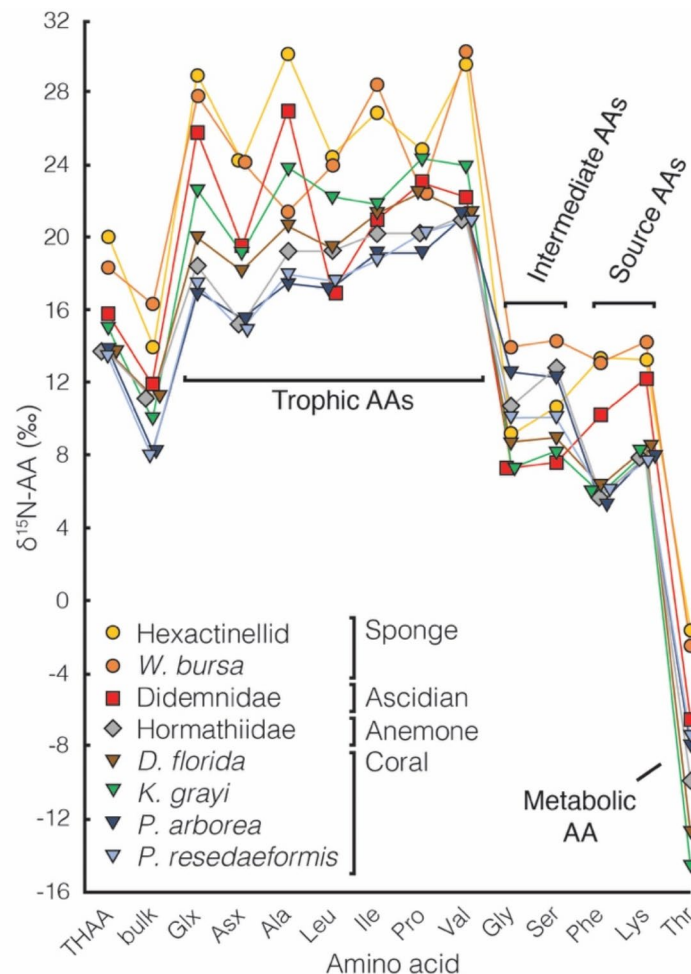 32
28
24
20
16
12
8
4
0
-4
-8
-12
-16
δ¹⁵N-AA (‰)
Intermediate AAs
Source AAs
Trophic AAs
Hexactinellid
W. bursa
Didemnidae
Hormathiidae
D. florida
K. grayi
P. arborea
P. resedaeformis
Sponge
Ascidian
Anemone
Coral
Metabolic
AA
THAA
bulk
Glx
Asx
Ala
Leu
Ile
Pro
Val
Gly
Ser
Phe
Lys
Thr
Amino acid